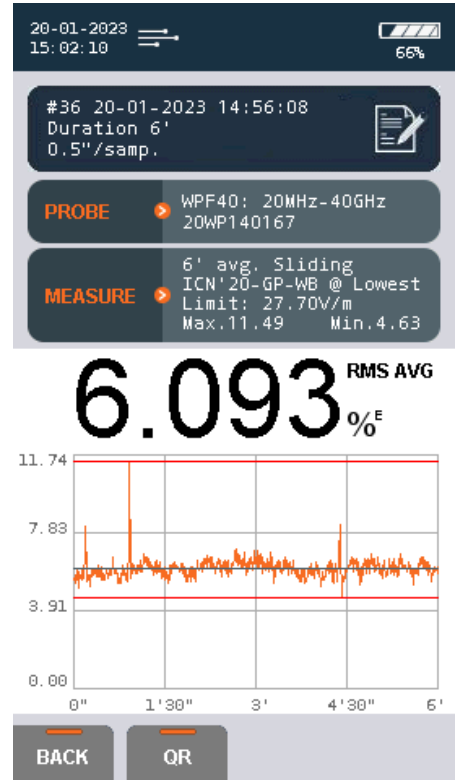 20-01-2023
15:02:10
66%
#36 20-01-2023 14:56:08
Duration 6'
0.5"/samp.
PROBE
WPF40: 20MHz-40GHz
20WP140167
MEASURE
6' avg. Sliding
ICN'20-GP-WB @ Lowest
Limit: 27.70V/m
Max.11.49 Min.4.63
6.093
RMS AVG
%E
11.74
7.83
3.91
0.00
0" 1'30" 3' 4'30" 6'
BACK QR